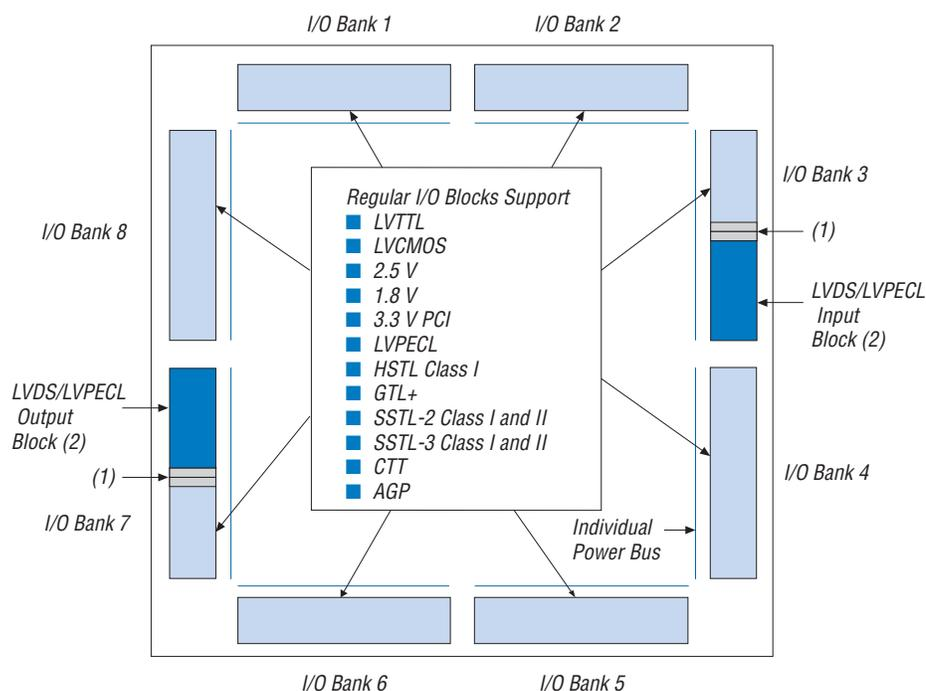 I/O Bank 1
I/O Bank 2
I/O Bank 3
(1)
LVDS/LVPECL
Input
Block (2)
I/O Bank 8
Regular I/O Blocks Support
LVTTL
LVCMOS
2.5 V
1.8 V
3.3 V PCI
LVPECL
HSTL Class I
GTL+
SSTL-2 Class I and II
SSTL-3 Class I and II
CTT
AGP
LVDS/LVPECL
Output
Block (2)
(1)
I/O Bank 7
I/O Bank 4
Individual
Power Bus
I/O Bank 6
I/O Bank 5